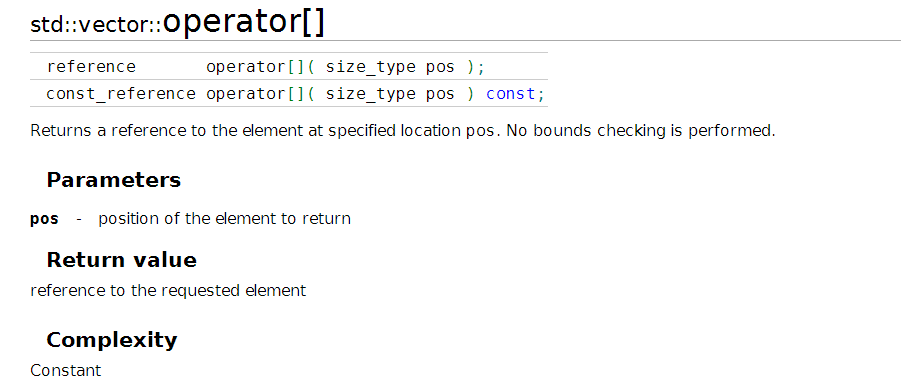 std::vector::operator[]
reference operator[]( size_type pos );
const_reference operator[]( size_type pos ) const;
Returns a reference to the element at specified location pos. No bounds checking is performed.
Parameters
pos - position of the element to return
Return value
reference to the requested element
Complexity
Constant